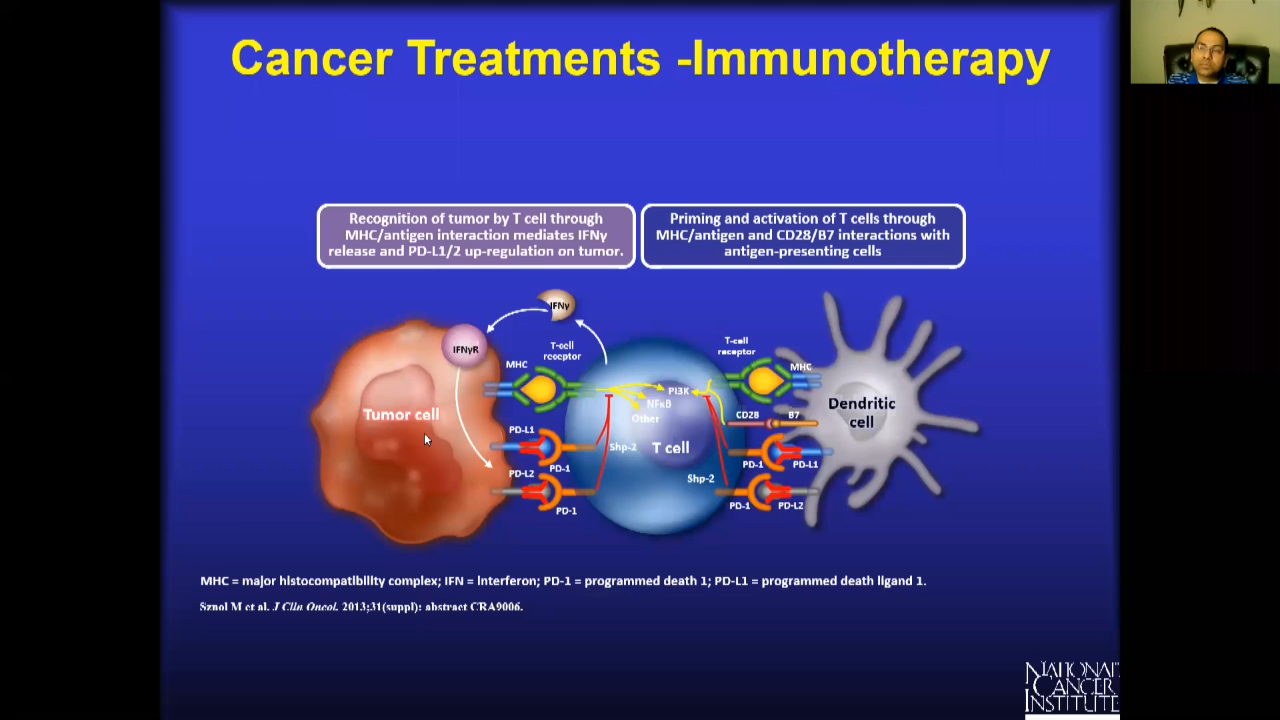 Cancer Treatments -Immunotherapy
Recognition of tumor by T cell through
MHC/antigen interaction mediates IFNγ
release and PD-L1/2 up-regulation on tumor.
Priming and activation of T cells through
MHC/antigen and CD28/B7 interactions with
antigen-presenting cells
IFNγ
IFNγR
T-cell
receptor
MHC
Tumor cell
PD-L1
PD-1
PD-L2
PD-1
Shp-2
PI3K
NFκB
Other
T cell
Shp-2
T-cell
receptor
MHC
CD28
B7
PD-1
PD-L1
PD-1
PD-L2
Dendritic
cell
MHC = major histocompatibility complex; IFN = interferon; PD-1 = programmed death 1; PD-L1 = programmed death ligand 1.
Sznol M et al. J Clin Oncol. 2013;31(suppl): abstract CRA9006.
NATIONAL
CANCER
INSTITUTE